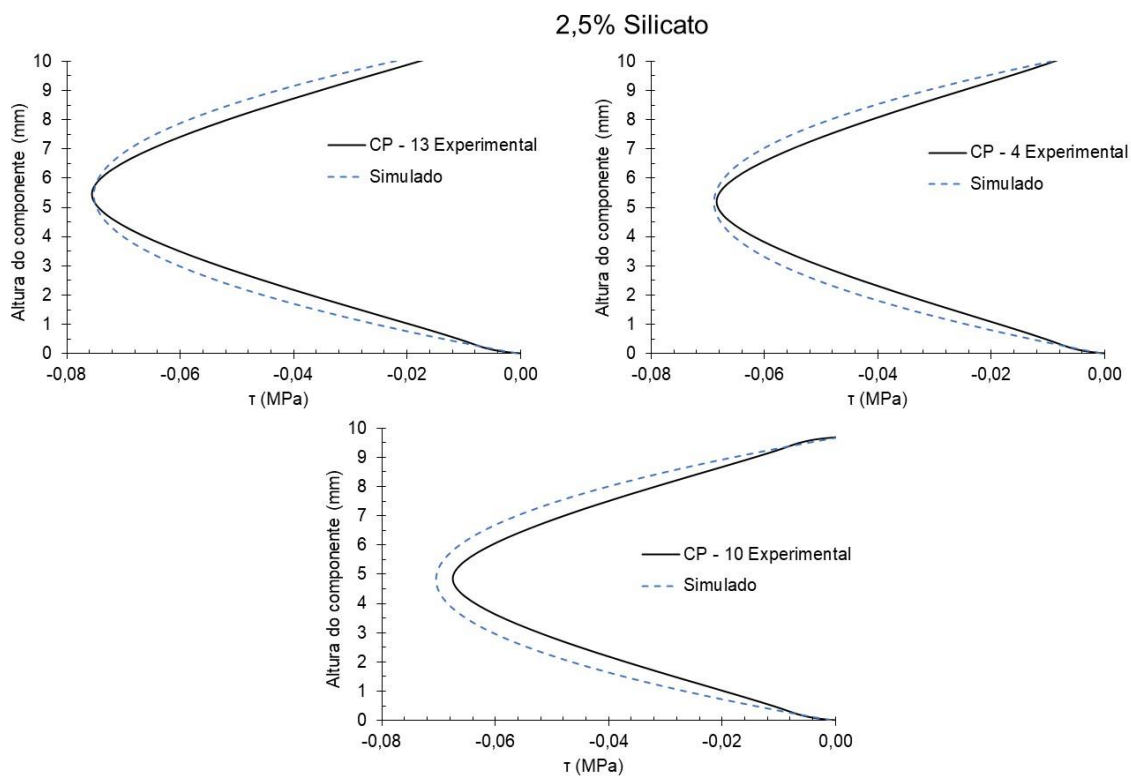 2,5% Silicato
10
9
8
7
6
5
4
3
2
1
0
Altura do componente (mm)
CP - 13 Experimental
Simulado
-0,08 -0,06 -0,04 -0,02 0,00
τ (MPa)
10
9
8
7
6
5
4
3
2
1
0
Altura do componente (mm)
CP - 4 Experimental
Simulado
-0,08 -0,06 -0,04 -0,02 0,00
τ (MPa)
10
9
8
7
6
5
4
3
2
1
0
Altura do componente (mm)
CP - 10 Experimental
Simulado
-0,08 -0,06 -0,04 -0,02 0,00
τ (MPa)